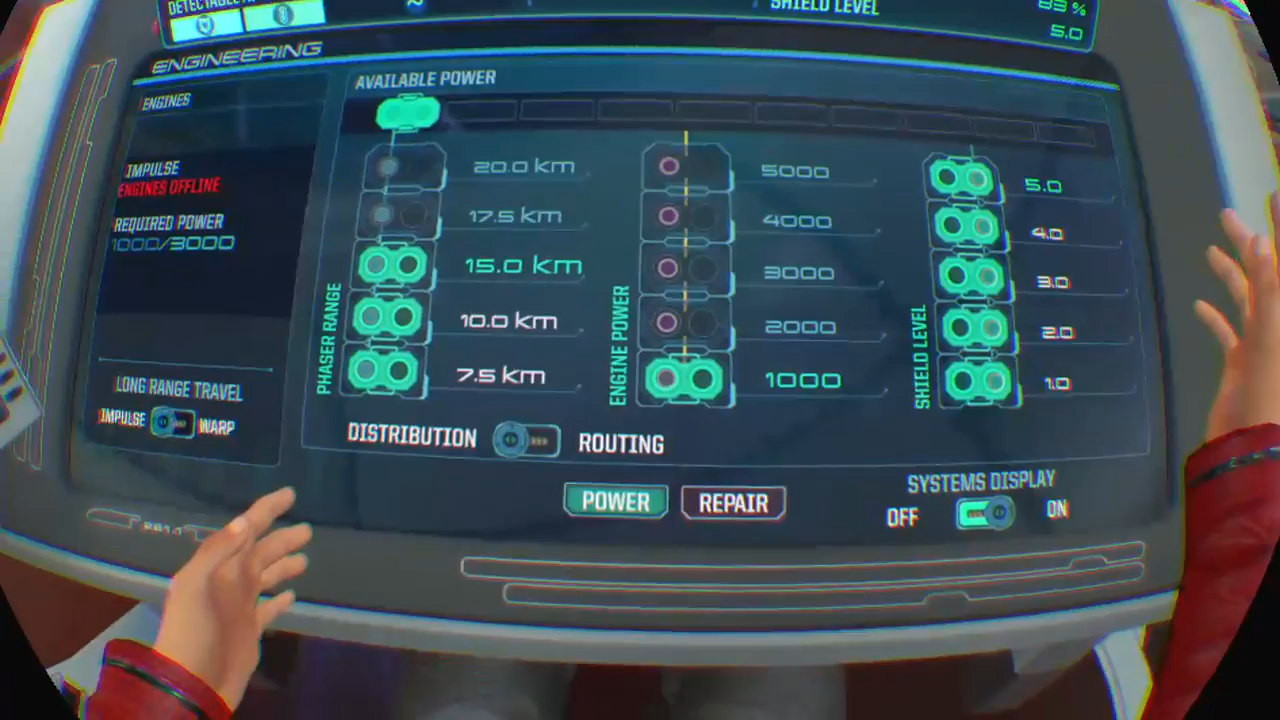 SHIELD LEVEL
83 %
5.0
ENGINEERING
ENGINES
IMPULSE
ENGINES OFFLINE
REQUIRED POWER
1000/3000
LONG RANGE TRAVEL
IMPULSE
WARP
AVAILABLE POWER
PHASER RANGE
20.0 km
17.5 km
15.0 km
10.0 km
7.5 km
ENGINE POWER
5000
4000
3000
2000
1000
SHIELD LEVEL
5.0
4.0
3.0
2.0
1.0
DISTRIBUTION
ROUTING
POWER
REPAIR
SYSTEMS DISPLAY
OFF
ON